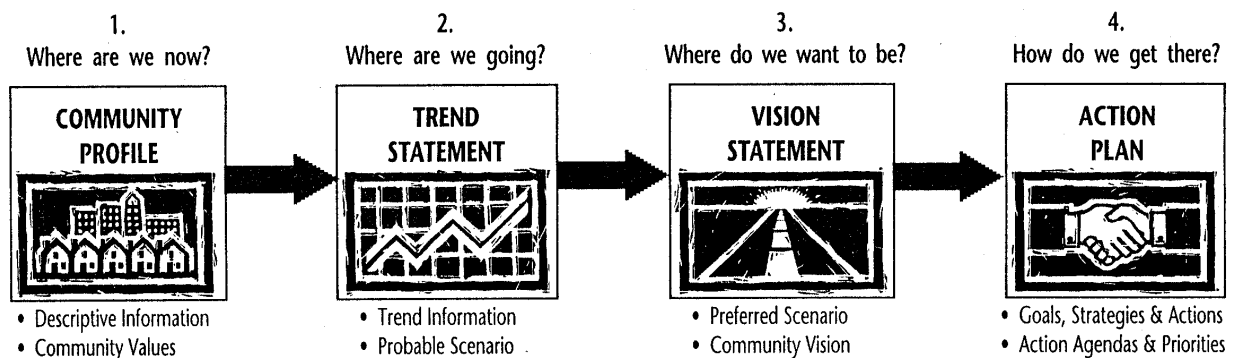 1.
Where are we now?
COMMUNITY
PROFILE
• Descriptive Information
• Community Values
2.
Where are we going?
TREND
STATEMENT
• Trend Information
• Probable Scenario
3.
Where do we want to be?
VISION
STATEMENT
• Preferred Scenario
• Community Vision
4.
How do we get there?
ACTION
PLAN
• Goals, Strategies & Actions
• Action Agendas & Priorities